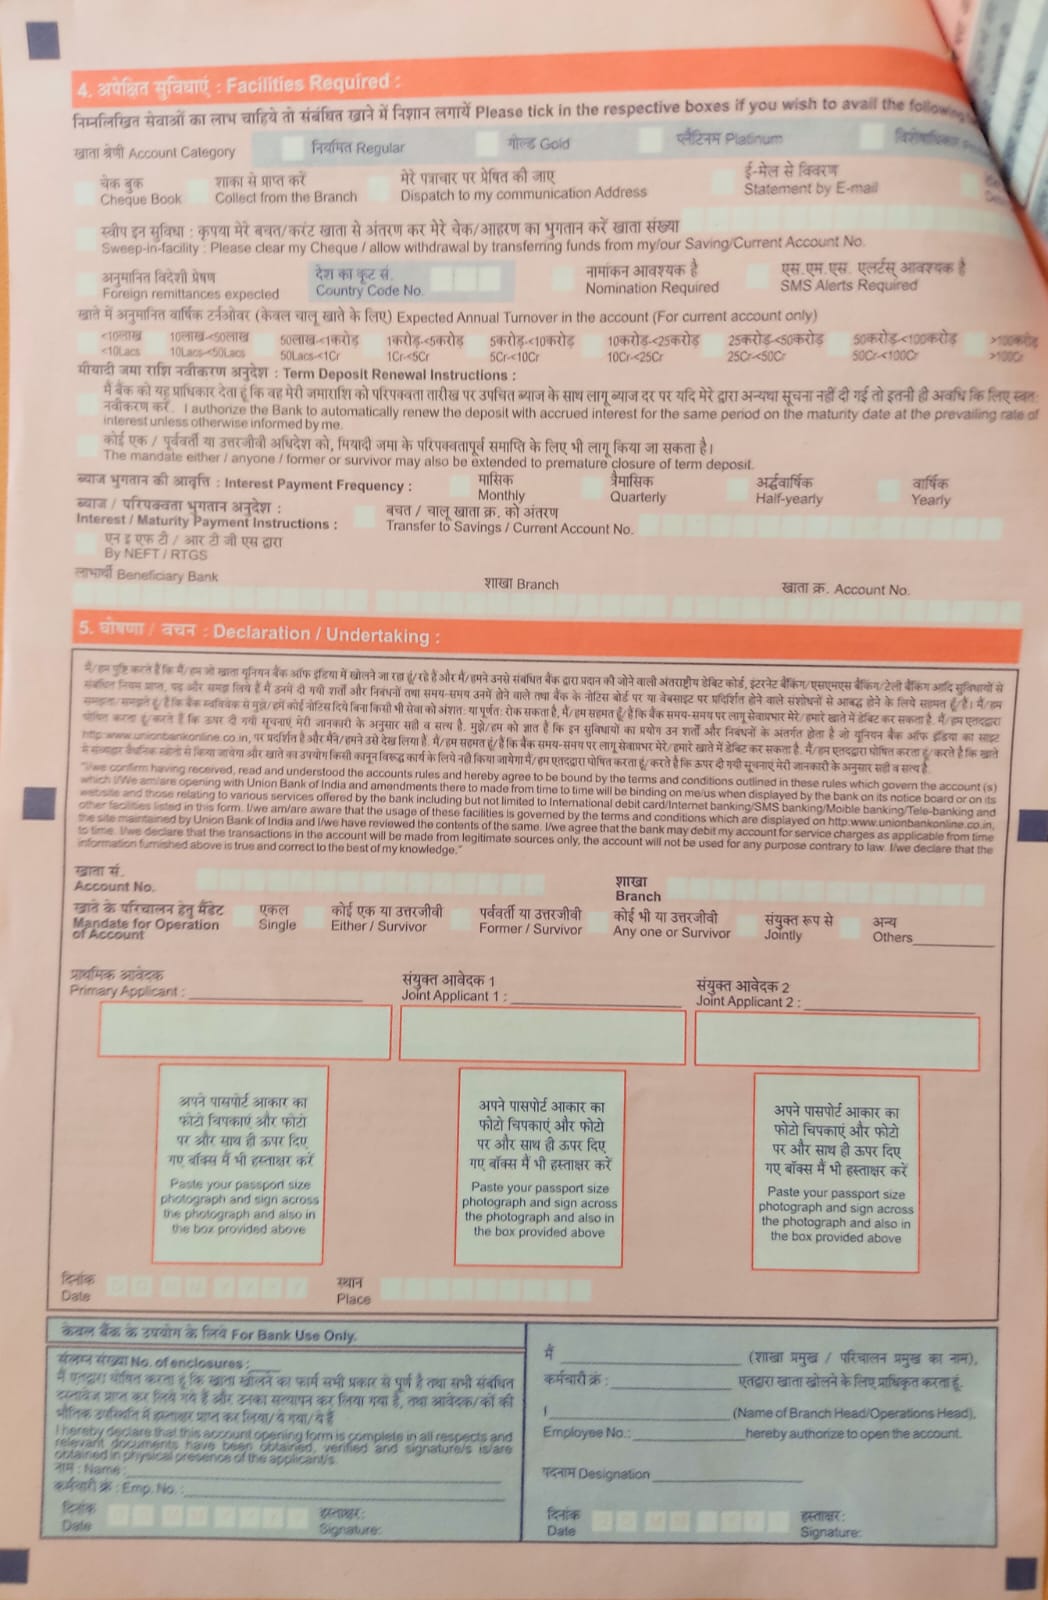 4. अपेक्षित सुविधाएं : Facilities Required :
निम्नलिखित सेवाओं का लाभ चाहिये तो संबंधित खाने में निशान लगायें Please tick in the respective boxes if you wish to avail the following
खाता श्रेणी Account Category नियमित Regular गोल्ड Gold प्लैटिनम Platinum
चेक बुक शाका से प्राप्त करें मेरे पत्राचार पर प्रेषित की जाए ई-मेल से विवरण
Cheque Book Collect from the Branch Dispatch to my communication Address Statement by E-mail
स्वीप इन सुविधा : कृपया मेरे बचत/करंट खाता से अंतरण कर मेरे चेक/आहरण का भुगतान करें खाता संख्या
Sweep-in-facility : Please clear my Cheque / allow withdrawal by transferring funds from my/our Saving/Current Account No.
अनुमानित विदेशी प्रेषण देश का कूट सं. नामांकन आवश्यक है एस.एम.एस. एलर्टस् आवश्यक है
Foreign remittances expected Country Code No. Nomination Required SMS Alerts Required
खाते में अनुमानित वार्षिक टर्नओवर (केवल चालू खाते के लिए) Expected Annual Turnover in the account (For current account only)
<10लाख 10लाख-<50लाख 50लाख-<1करोड़ 1करोड़-<5करोड़ 5करोड़-<10करोड़ 10करोड़-<25करोड़ 25करोड़-<50करोड़ 50करोड़-<100करोड़ >100करोड़
<10Lacs 10Lacs-<50Lacs 50Lacs-<1Cr 1Cr-<5Cr 5Cr-<10Cr 10Cr-<25Cr 25Cr-<50Cr 50Cr-<100Cr >100Cr
मीयादी जमा राशि नवीकरण अनुदेश : Term Deposit Renewal Instructions :
मैं बैंक को यह प्राधिकार देता हूं कि वह मेरी जमाराशि को परिपक्वता तारीख पर उपचित ब्याज के साथ लागू ब्याज दर पर यदि मेरे द्वारा अन्यथा सूचना नहीं दी गई तो इतनी ही अवधि कि लिए स्वतः
नवीकरण करें. I authorize the Bank to automatically renew the deposit with accrued interest for the same period on the maturity date at the prevailing rate of
interest unless otherwise informed by me.
कोई एक / पूर्ववर्ती या उत्तरजीवी अधिदेश को, मियादी जमा के परिपक्वतापूर्व समाप्ति के लिए भी लागू किया जा सकता है।
The mandate either / anyone / former or survivor may also be extended to premature closure of term deposit.
ब्याज भुगतान की आवृत्ति : Interest Payment Frequency : मासिक त्रैमासिक अर्द्धवार्षिक वार्षिक
Monthly Quarterly Half-yearly Yearly
ब्याज / परिपक्वता भुगतान अनुदेश : बचत / चालू खाता क्र. को अंतरण
Interest / Maturity Payment Instructions : Transfer to Savings / Current Account No.
एन इ एफ टी / आर टी जी एस द्वारा
By NEFT / RTGS
लाभार्थी Beneficiary Bank शाखा Branch खाता क्र. Account No.
5. घोषणा / वचन : Declaration / Undertaking :
"I/we confirm having received, read and understood the accounts rules and hereby agree to be bound by the terms and conditions outlined in these rules which govern the account (s)
which I/We am/are opening with Union Bank of India and amendments there to made from time to time will be binding on me/us when displayed by the bank on its notice board or on its
website and those relating to various services offered by the bank including but not limited to International debit card/Internet banking/SMS banking/Moible banking/Tele-banking and
other facilities listed in this form. I/we am/are aware that the usage of these facilities is governed by the terms and conditions which are displayed on http:www.unionbankonline.co.in,
the site maintained by Union Bank of India and I/we have reviewed the contents of the same. I/we agree that the bank may debit my account for service charges as applicable from time
to time. I/we declare that the transactions in the account will be made from legitimate sources only, the account will not be used for any purpose contrary to law. I/we declare that the
information furnished above is true and correct to the best of my knowledge."
खाता सं. शाखा
Account No. Branch
खाते के परिचालन हेतु मैंडेट एकल कोई एक या उत्तरजीवी पर्ववर्ती या उत्तरजीवी कोई भी या उत्तरजीवी संयुक्त रूप से अन्य
Mandate for Operation Single Either / Survivor Former / Survivor Any one or Survivor Jointly Others
of Account
प्राथमिक आवेदक संयुक्त आवेदक 1 संयुक्त आवेदक 2
Primary Applicant : Joint Applicant 1 : Joint Applicant 2 :
अपने पासपोर्ट आकार का
फोटो चिपकाएं और फोटो
पर और साथ ही ऊपर दिए
गए बॉक्स मैं भी हस्ताक्षर करें
Paste your passport size
photograph and sign across
the photograph and also in
the box provided above
अपने पासपोर्ट आकार का
फोटो चिपकाएं और फोटो
पर और साथ ही ऊपर दिए
गए बॉक्स मैं भी हस्ताक्षर करें
Paste your passport size
photograph and sign across
the photograph and also in
the box provided above
अपने पासपोर्ट आकार का
फोटो चिपकाएं और फोटो
पर और साथ ही ऊपर दिए
गए बॉक्स मैं भी हस्ताक्षर करें
Paste your passport size
photograph and sign across
the photograph and also in
the box provided above
दिनांक स्थान
Date D D M M Y Y Y Y Place
केवल बैंक के उपयोग के लिये For Bank Use Only.
संलग्न संख्या No. of enclosures :
मैं एतद्वारा घोषित करता हूं कि खाता खोलने का फार्म सभी प्रकार से पूर्ण है तथा सभी संबंधित
दस्तावेज प्राप्त कर लिये गये हैं और उनका सत्यापन कर लिया गया है, तथा आवेदक/कों की
भौतिक उपस्थिति में हस्ताक्षर प्राप्त कर लिया/ये गया/ये हैं
I hereby declare that this account opening form is complete in all respects and
relevant documents have been obtained, verified and signature/s is/are
obtained in physical presence of the applicant/s.
नाम : Name :
कर्मचारी क्रं : Emp. No. :
दिनांक हस्ताक्षर:
Date D D M M Y Y Y Y Signature:
मैं (शाखा प्रमुख / परिचालन प्रमुख का नाम),
कर्मचारी क्रं : एतद्वारा खाता खोलने के लिए प्राधिकृत करता हूं.
I (Name of Branch Head/Operations Head),
Employee No.: hereby authorize to open the account.
पदनाम Designation
दिनांक हस्ताक्षर:
Date D D M M Y Y Y Signature: